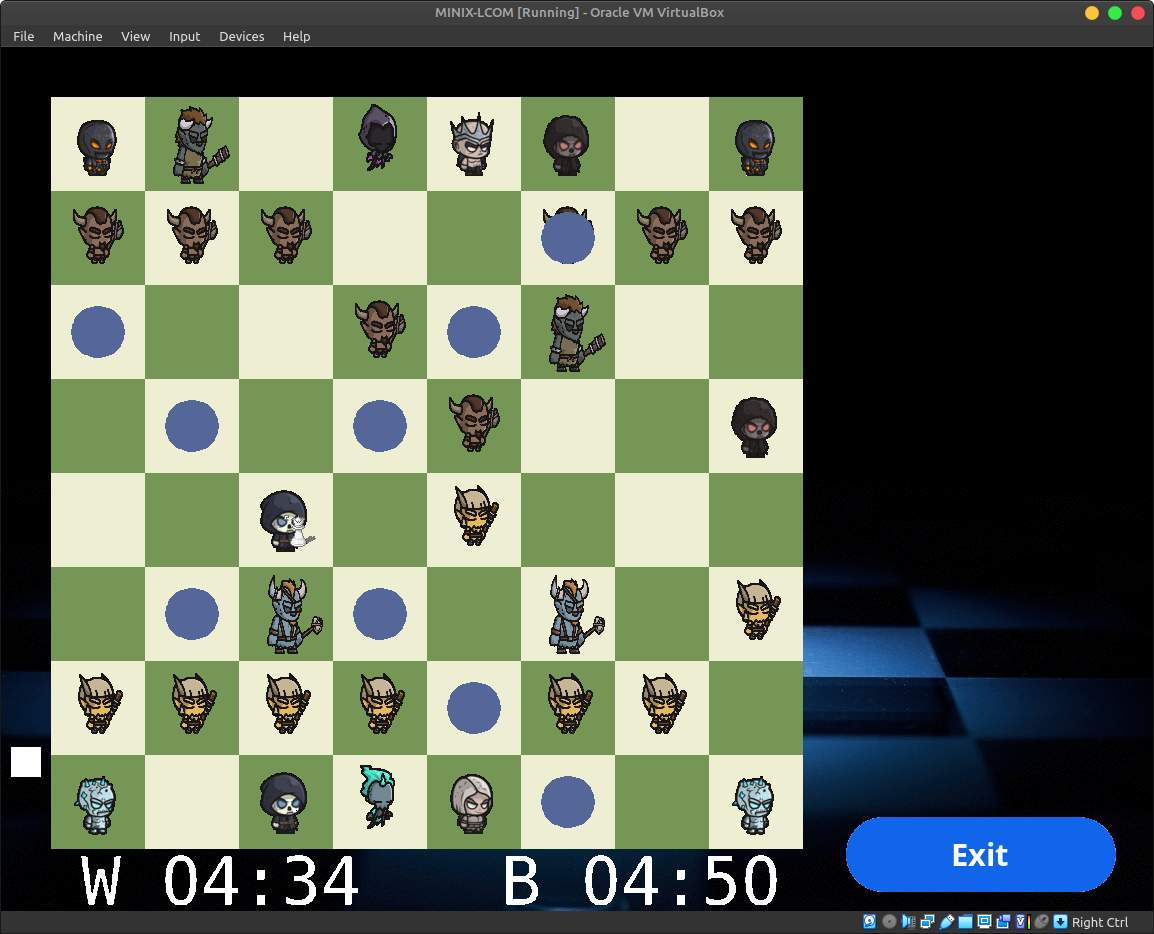 MINIX-LCOM [Running] - Oracle VM VirtualBox
File Machine View Input Devices Help
W 04:34 B 04:50
Exit
Right Ctrl